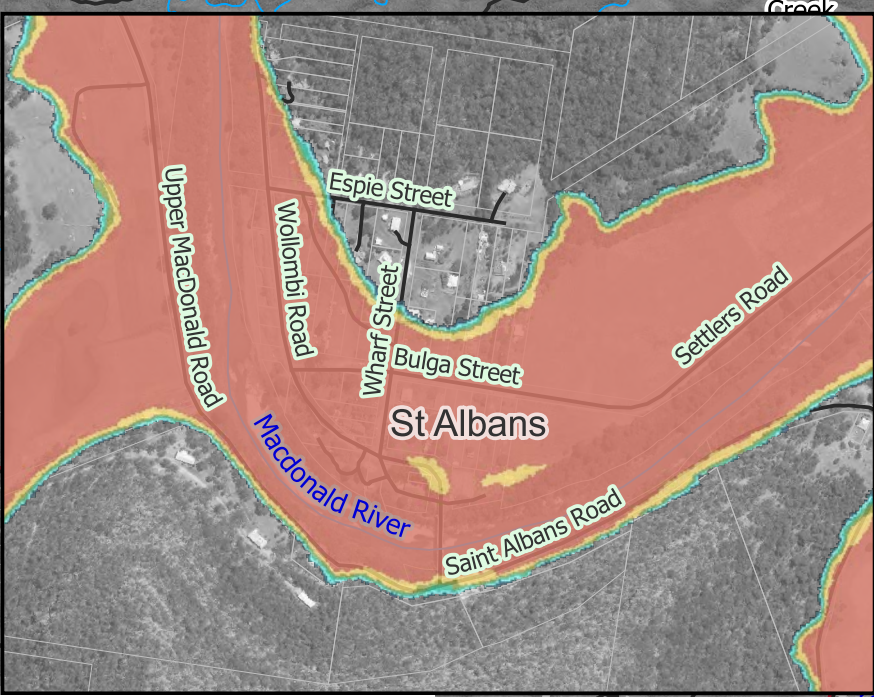 Creek
Espie Street
Upper MacDonald Road
Wollombi Road
Wharf Street
Settlers Road
Bulga Street
St Albans
Macdonald River
Saint Albans Road